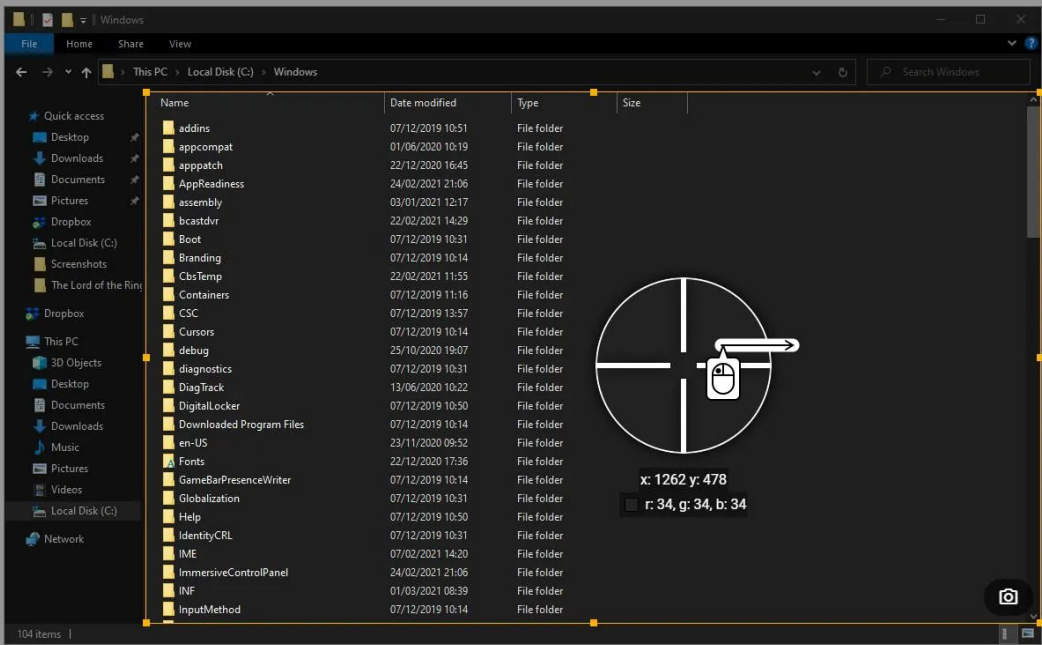 Windows
File Home Share View
This PC › Local Disk (C:) › Windows
Search Windows
Quick access
Desktop
Downloads
Documents
Pictures
Dropbox
Local Disk (C:)
Screenshots
The Lord of the Ring
Dropbox
This PC
3D Objects
Desktop
Documents
Downloads
Music
Pictures
Videos
Local Disk (C:)
Network
Name Date modified Type Size
addins 07/12/2019 10:51 File folder
appcompat 01/06/2020 10:19 File folder
apppatch 22/12/2020 16:45 File folder
AppReadiness 24/02/2021 21:06 File folder
assembly 03/01/2021 12:17 File folder
bcastdvr 22/02/2021 14:29 File folder
Boot 07/12/2019 10:31 File folder
Branding 07/12/2019 10:14 File folder
CbsTemp 22/02/2021 11:55 File folder
Containers 07/12/2019 11:16 File folder
CSC 07/12/2019 13:57 File folder
Cursors 07/12/2019 10:14 File folder
debug 25/10/2020 19:07 File folder
diagnostics 07/12/2019 10:31 File folder
DiagTrack 13/06/2020 10:22 File folder
DigitalLocker 07/12/2019 10:50 File folder
Downloaded Program Files 07/12/2019 10:14 File folder
en-US 23/11/2020 09:52 File folder
Fonts 22/12/2020 17:36 File folder
GameBarPresenceWriter 07/12/2019 10:14 File folder
Globalization 07/12/2019 10:31 File folder
Help 07/12/2019 10:50 File folder
IdentityCRL 07/12/2019 10:31 File folder
IME 07/02/2021 14:20 File folder
ImmersiveControlPanel 24/02/2021 21:06 File folder
INF 01/03/2021 08:39 File folder
InputMethod 07/12/2019 10:14 File folder
x: 1262 y: 478
r: 34, g: 34, b: 34
104 items